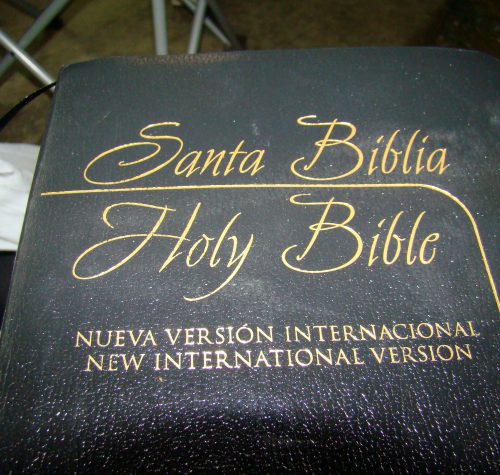 Santa Biblia
Holy Bible
NUEVA VERSIÓN INTERNACIONAL
NEW INTERNATIONAL VERSION